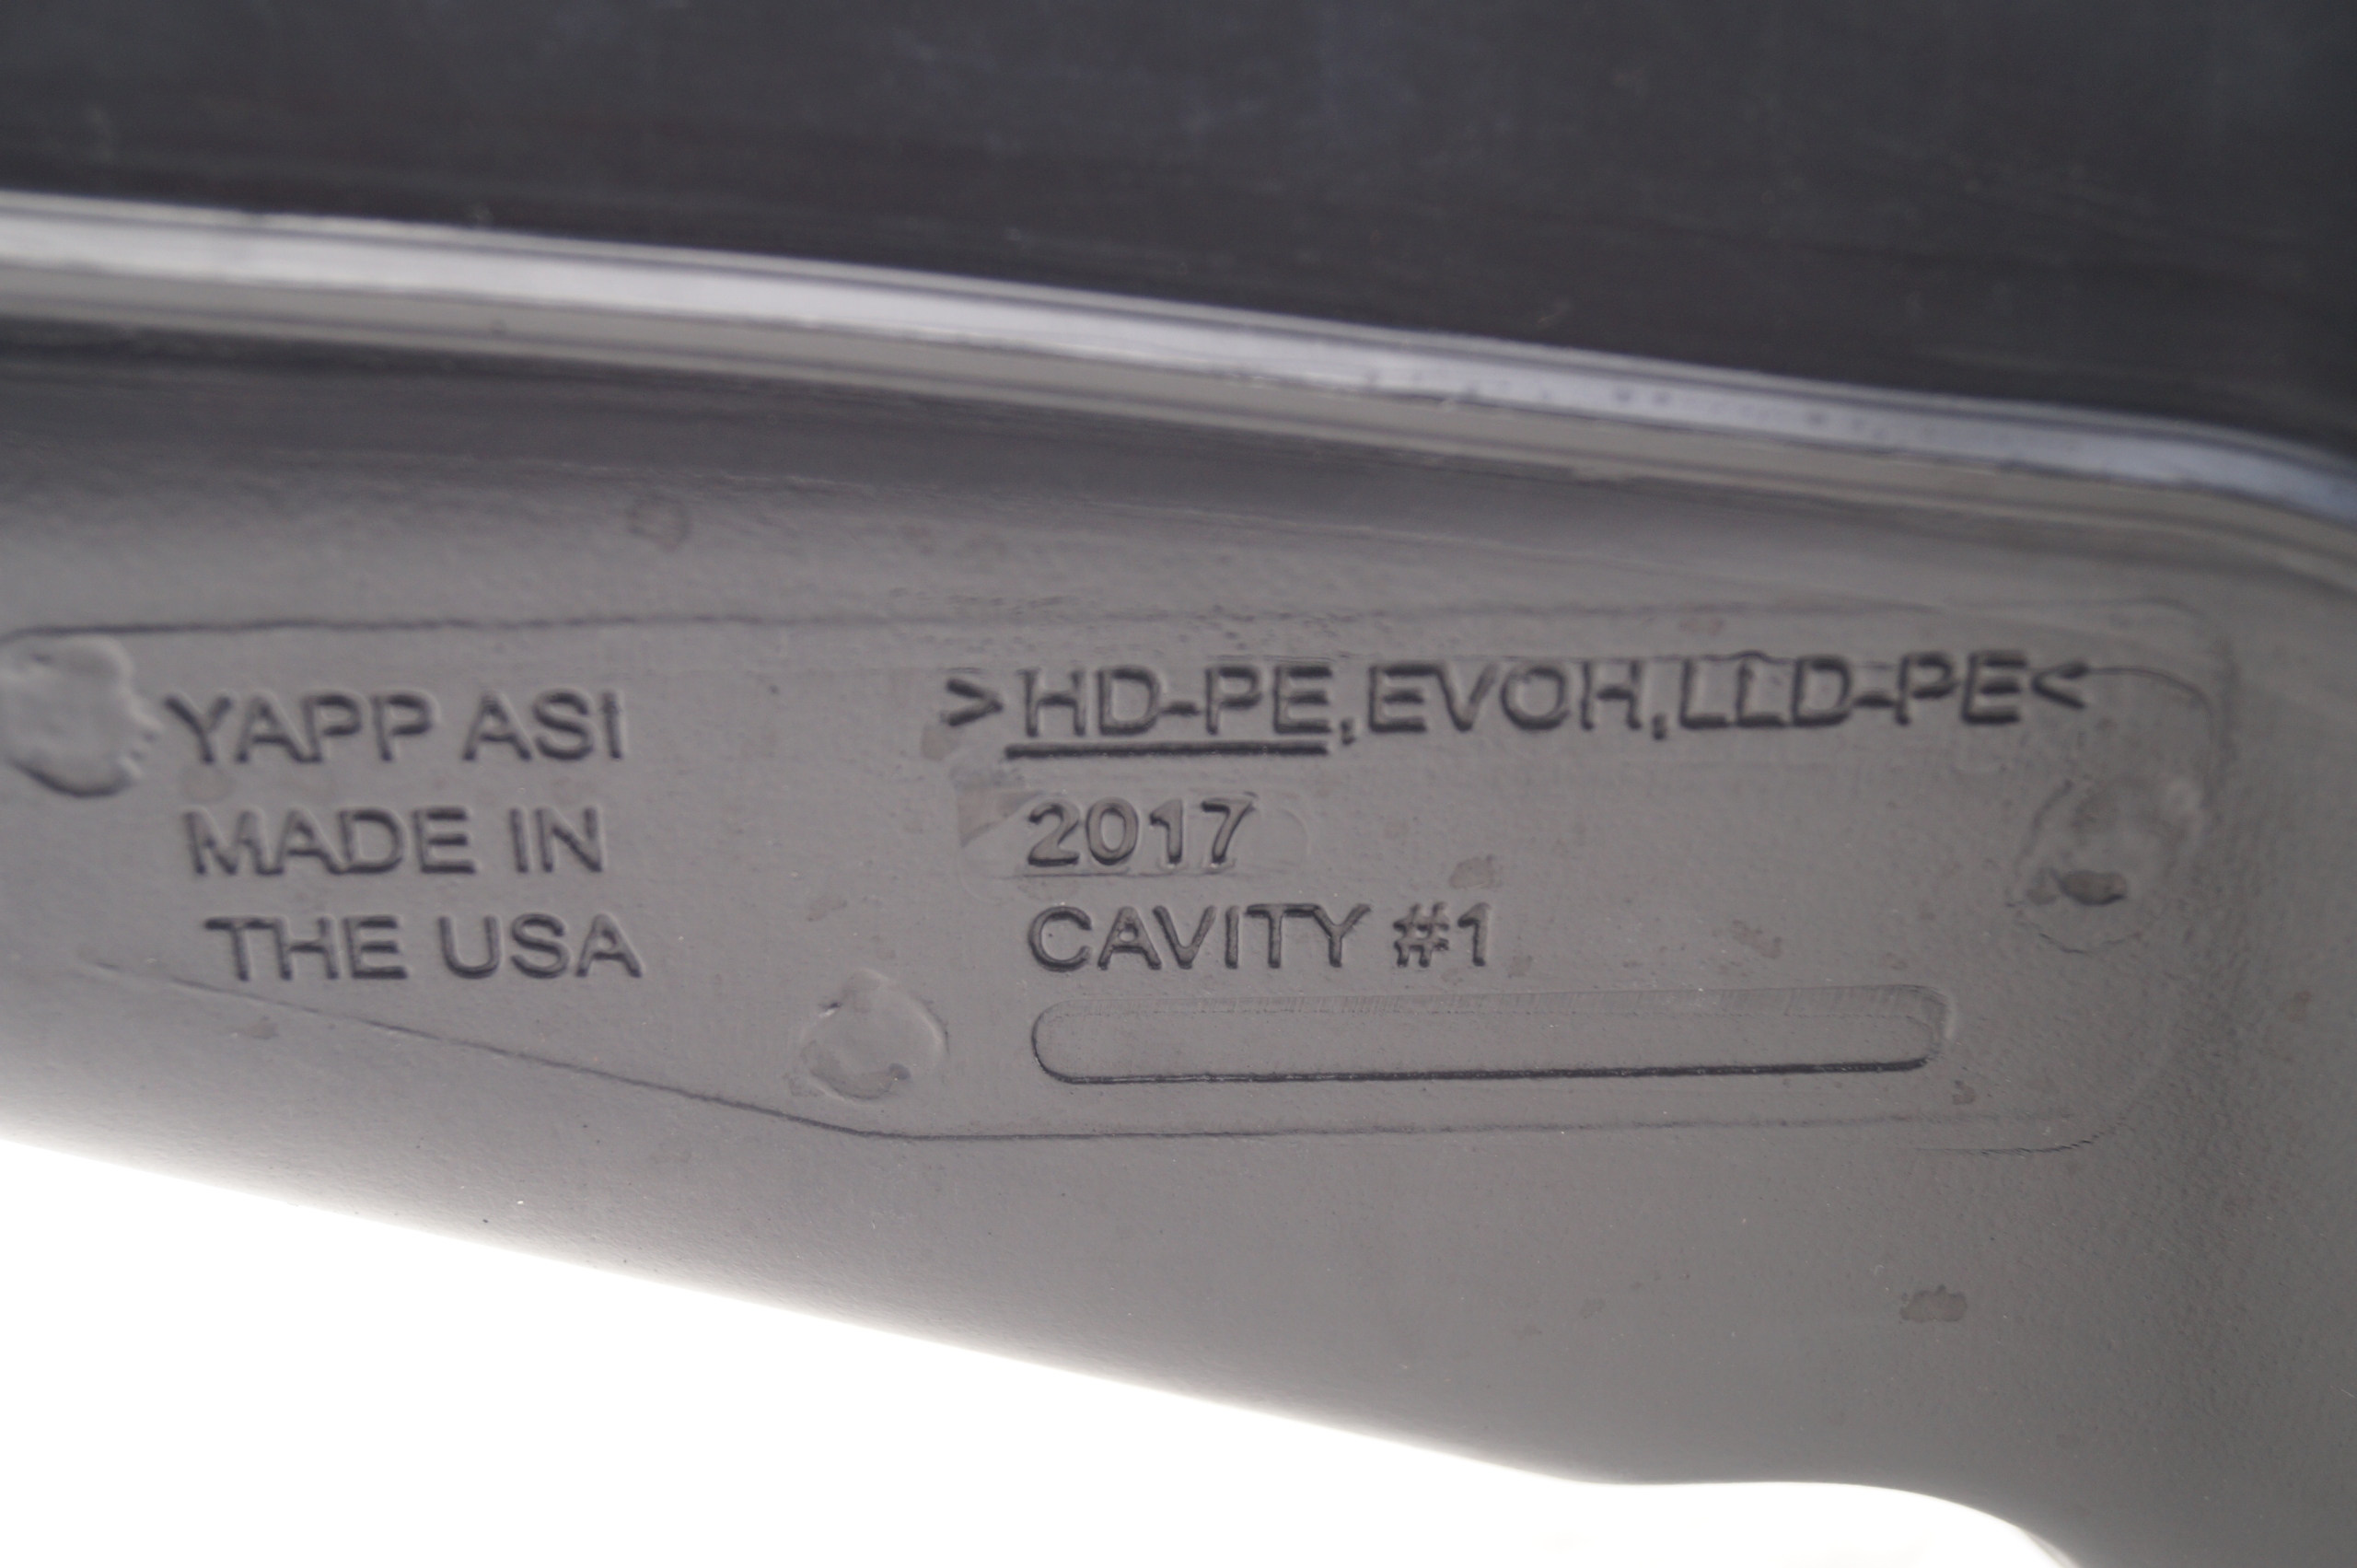 YAPP ASI
MADE IN
THE USA
>HD-PE,EVOH,LLD-PE<
2017
CAVITY #1